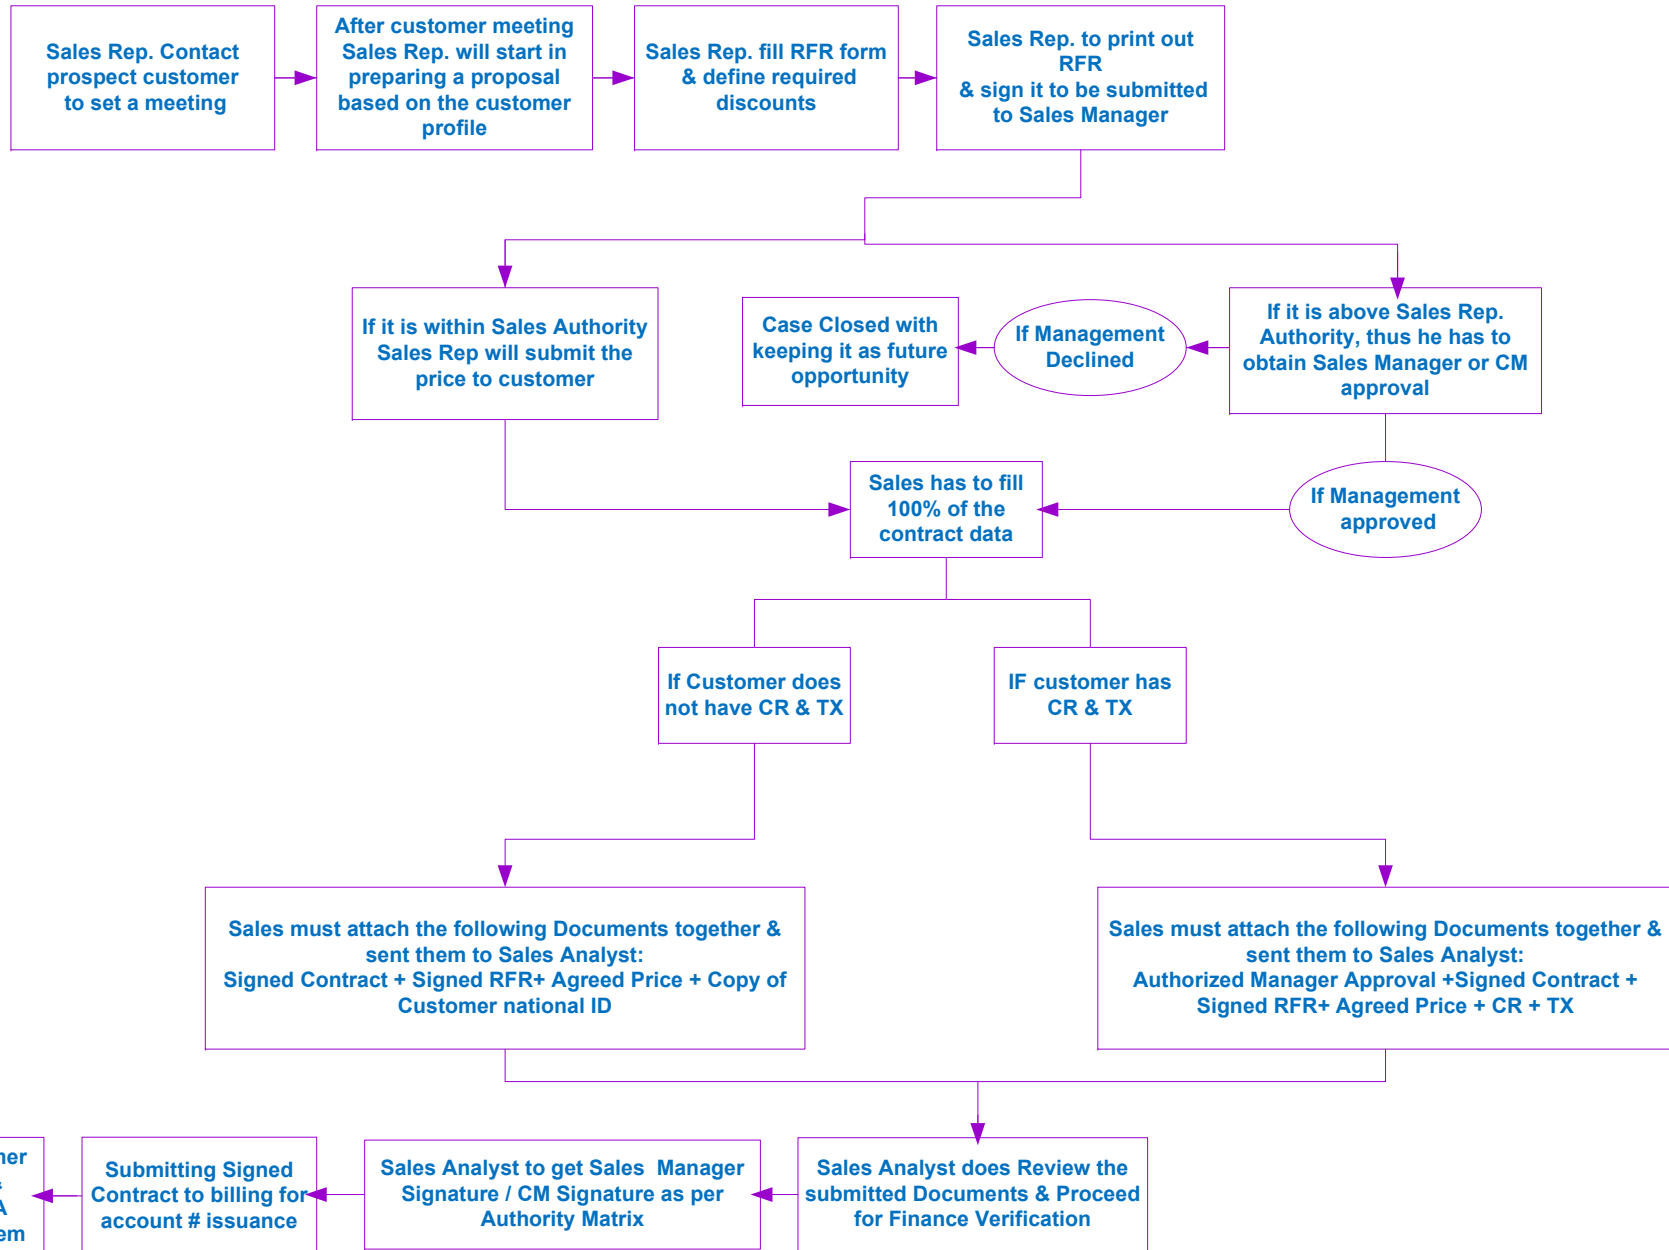 Sales Rep. Contact
prospect customer
to set a meeting
After customer meeting
Sales Rep. will start in
preparing a proposal
based on the customer
profile
Sales Rep. fill RFR form
& define required
discounts
Sales Rep. to print out
RFR
& sign it to be submitted
to Sales Manager
If it is within Sales Authority
Sales Rep will submit the
price to customer
Case Closed with
keeping it as future
opportunity
If Management
Declined
If it is above Sales Rep.
Authority, thus he has to
obtain Sales Manager or CM
approval
Sales has to fill
100% of the
contract data
If Management
approved
If Customer does
not have CR & TX
IF customer has
CR & TX
Sales must attach the following Documents together &
sent them to Sales Analyst:
Signed Contract + Signed RFR+ Agreed Price + Copy of
Customer national ID
Sales must attach the following Documents together &
sent them to Sales Analyst:
Authorized Manager Approval +Signed Contract +
Signed RFR+ Agreed Price + CR + TX
Submitting Signed
Contract to billing for
account # issuance
Sales Analyst to get Sales  Manager
Signature / CM Signature as per
Authority Matrix
Sales Analyst does Review the
submitted Documents & Proceed
for Finance Verification